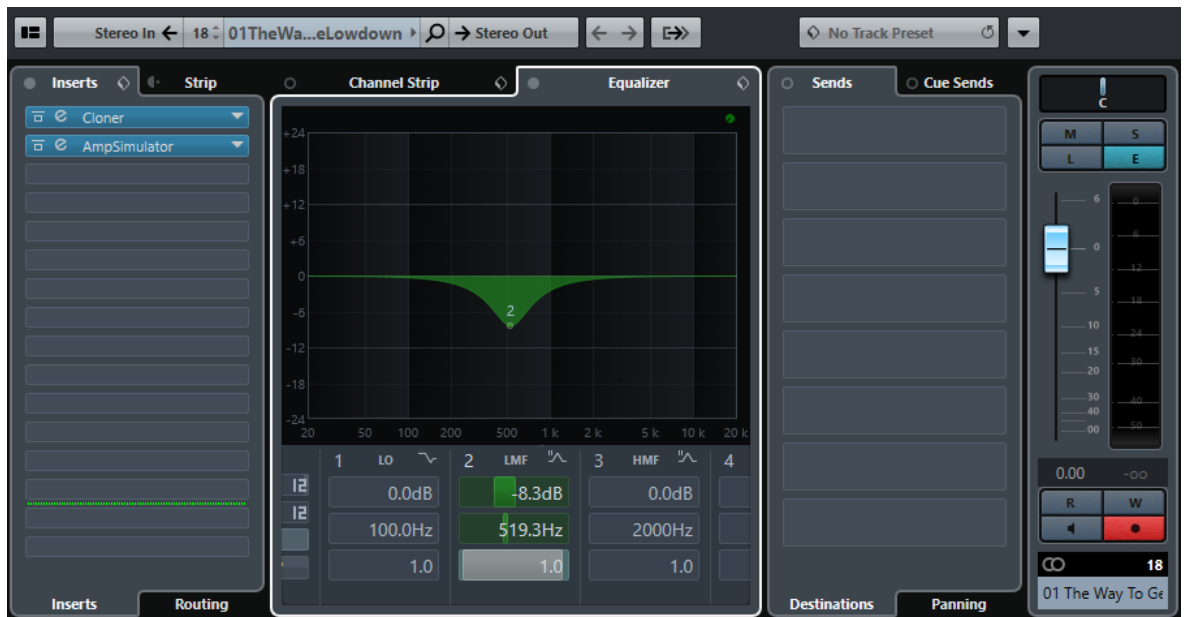 Stereo In 18 01TheWa...eLowdown Stereo Out No Track Preset
Inserts Strip
Cloner
AmpSimulator
Inserts Routing
Channel Strip Equalizer
+24
+18
+12
+6
0
-6
-12
-18
-24
2
20 50 100 200 500 1 k 2 k 5 k 10 k 20 k
1 LO 2 LMF 3 HMF 4
0.0dB -8.3dB 0.0dB
100.0Hz 519.3Hz 2000Hz
1.0 1.0 1.0
Sends Cue Sends
Destinations Panning
C
M S
L E
6 0
0 -6
-12
5 -18
10 -24
15 -30
20
30 -40
40
00 -50
0.00 -oo
R W
18
01 The Way To Ge